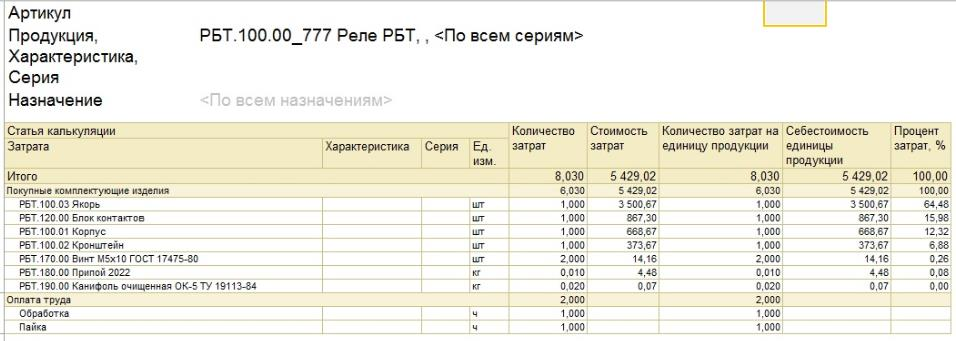 Артикул
Продукция, РБТ.100.00_777 Реле РБТ, , <По всем сериям>
Характеристика,
Серия
Назначение <По всем назначениям>
Статья калькуляции Количество Стоимость Количество затрат на Себестоимость Процент
Затрата Характеристика Серия Ед. затрат затрат единицу продукции единицы затрат, %
изм. продукции
Итого 8,030 5 429,02 8,030 5 429,02 100,00
Покупные комплектующие изделия 6,030 5 429,02 6,030 5 429,02 100,00
РБТ.100.03 Якорь шт 1,000 3 500,67 1,000 3 500,67 64,48
РБТ.120.00 Блок контактов шт 1,000 867,30 1,000 867,30 15,98
РБТ.100.01 Корпус шт 1,000 668,67 1,000 668,67 12,32
РБТ.100.02 Кронштейн шт 1,000 373,67 1,000 373,67 6,88
РБТ.170.00 Винт М5х10 ГОСТ 17475-80 шт 2,000 14,16 2,000 14,16 0,26
РБТ.180.00 Припой 2022 кг 0,010 4,48 0,010 4,48 0,08
РБТ.190.00 Канифоль очищенная ОК-5 ТУ 19113-84 кг 0,020 0,07 0,020 0,07 0,00
Оплата труда 2,000 2,000
Обработка ч 1,000 1,000
Пайка ч 1,000 1,000